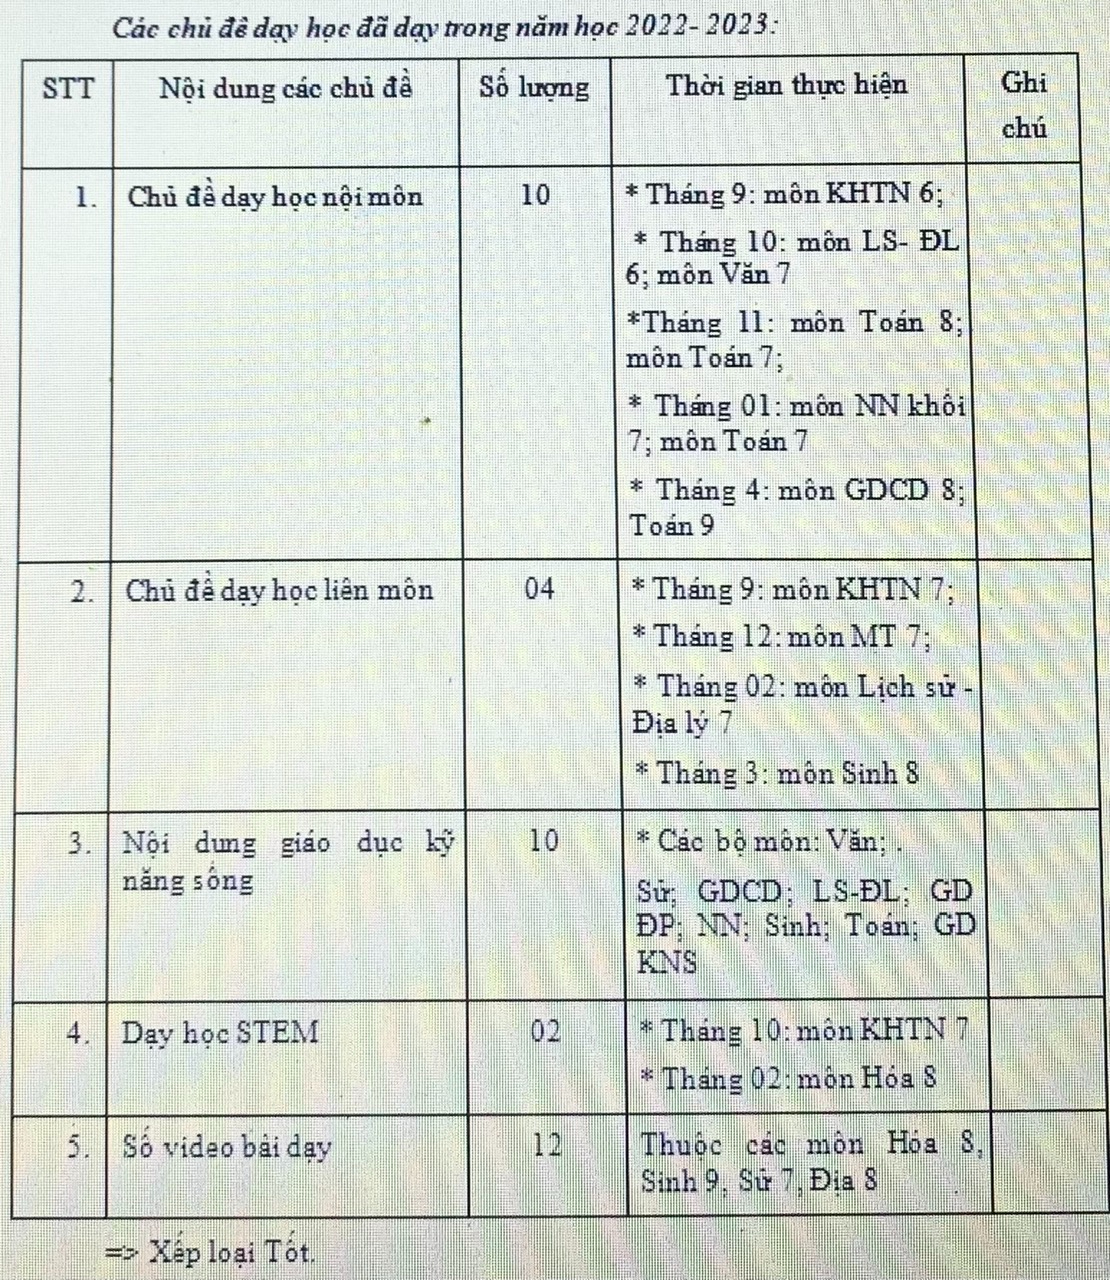 Các chủ đề dạy học đã dạy trong năm học 2022- 2023:
STT
Nội dung các chủ đề
Số lượng
Thời gian thực hiện
Ghi
chú
1.
Chủ đề dạy học nội môn
10
* Tháng 9: môn KHTN 6;
* Tháng 10: môn LS- ĐL
6; môn Văn 7
*Tháng 11: môn Toán 8;
môn Toán 7;
* Tháng 01: môn NN khối
7; môn Toán 7
* Tháng 4: môn GDCD 8;
Toán 9
2.
Chủ đề dạy học liên môn
04
* Tháng 9: môn KHTN 7;
* Tháng 12: môn MT 7;
* Tháng 02: môn Lịch sử -
Địa lý 7
* Tháng 3: môn Sinh 8
3.
Nội dung giáo dục kỹ
năng sống
10
* Các bộ môn: Văn; .
Sử; GDCD; LS-ĐL; GD
ĐP; NN; Sinh; Toán; GD
KNS
4.
Dạy học STEM
02
* Tháng 10: môn KHTN 7
* Tháng 02: môn Hóa 8
5.
Số video bài dạy
12
Thuộc các môn Hóa 8,
Sinh 9, Sử 7, Địa 8
=> Xếp loại Tốt.